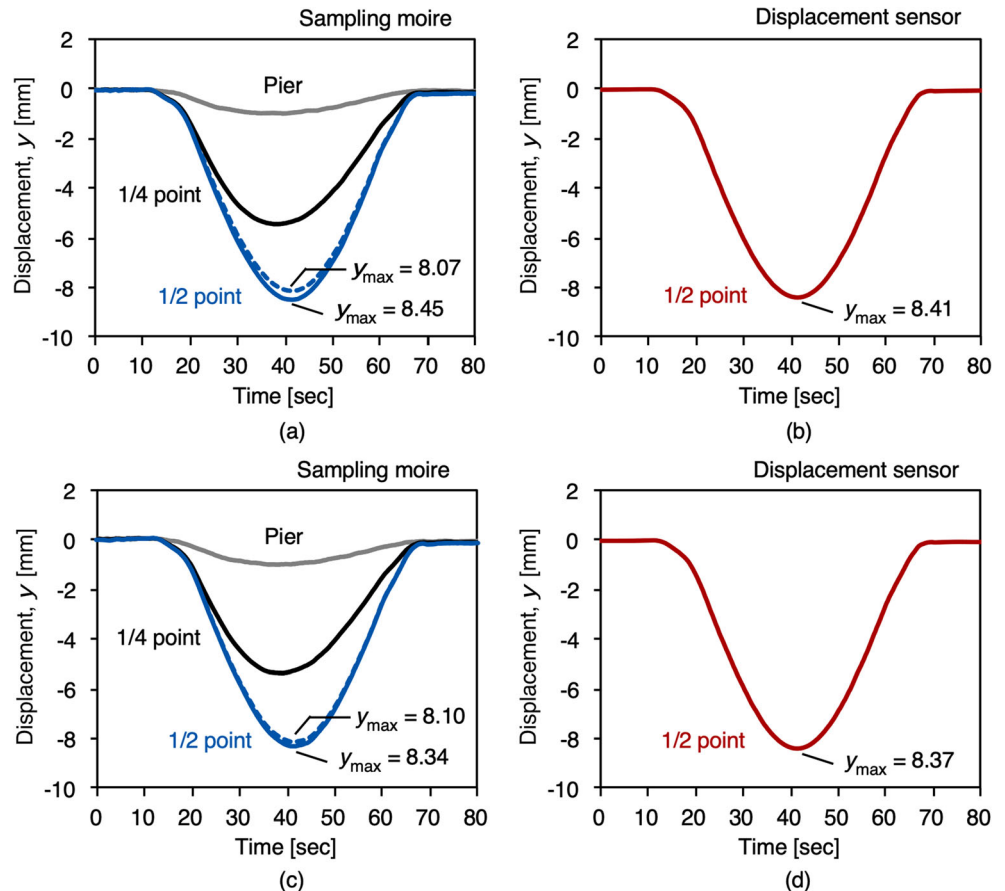 Sampling moire
Displacement, y [mm]
2
0
-2
-4
-6
-8
-10
Pier
1/4 point
1/2 point
ymax = 8.07
ymax = 8.45
0 10 20 30 40 50 60 70 80
Time [sec]
(a)
Displacement sensor
Displacement, y [mm]
2
0
-2
-4
-6
-8
-10
1/2 point
ymax = 8.41
0 10 20 30 40 50 60 70 80
Time [sec]
(b)
Sampling moire
Displacement, y [mm]
2
0
-2
-4
-6
-8
-10
Pier
1/4 point
1/2 point
ymax = 8.10
ymax = 8.34
0 10 20 30 40 50 60 70 80
Time [sec]
(c)
Displacement sensor
Displacement, y [mm]
2
0
-2
-4
-6
-8
-10
1/2 point
ymax = 8.37
0 10 20 30 40 50 60 70 80
Time [sec]
(d)